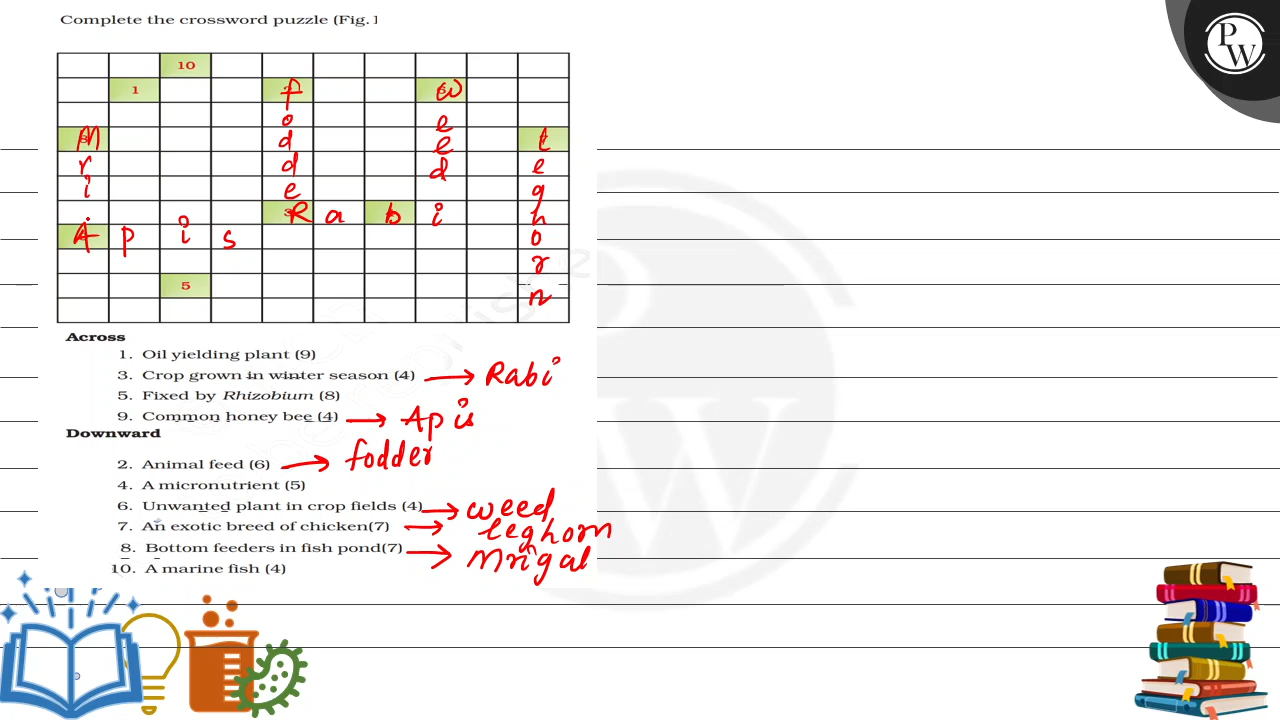 Complete the crossword puzzle (Fig. 1
PW
10
1 f w
o e
M d e l
r d d e
i e g
R a b i h
A p i s o
r
5
n
Across
1. Oil yielding plant (9)
3. Crop grown in winter season (4) → Rabi
5. Fixed by Rhizobium (8)
9. Common honey bee (4) → Apis
Downward
2. Animal feed (6) → fodder
4. A micronutrient (5)
6. Unwanted plant in crop fields (4) → weed
7. An exotic breed of chicken(7) → leghorn
8. Bottom feeders in fish pond(7) → Mrigal
10. A marine fish (4)